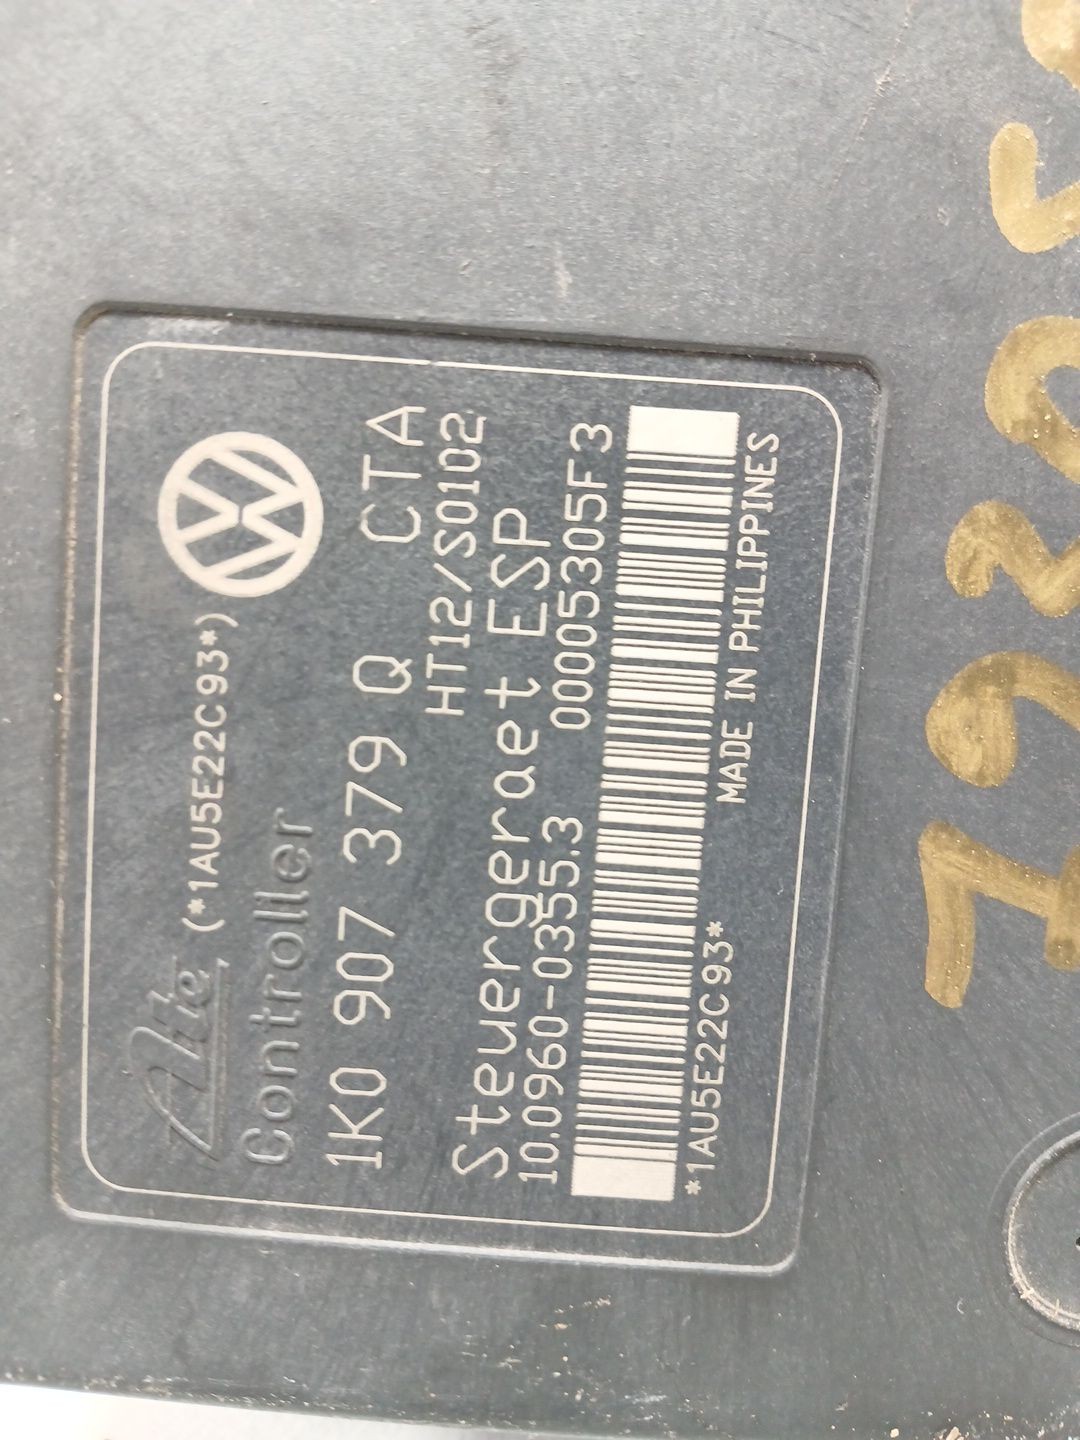 Ate (*1AU5E22C93*)
Controller
1K0 907 379 Q CTA
HT12/S0102
Steuergeraet ESP
10.0960-0355.3 00005305F3
*1AU5E22C93*
MADE IN PHILIPPINES